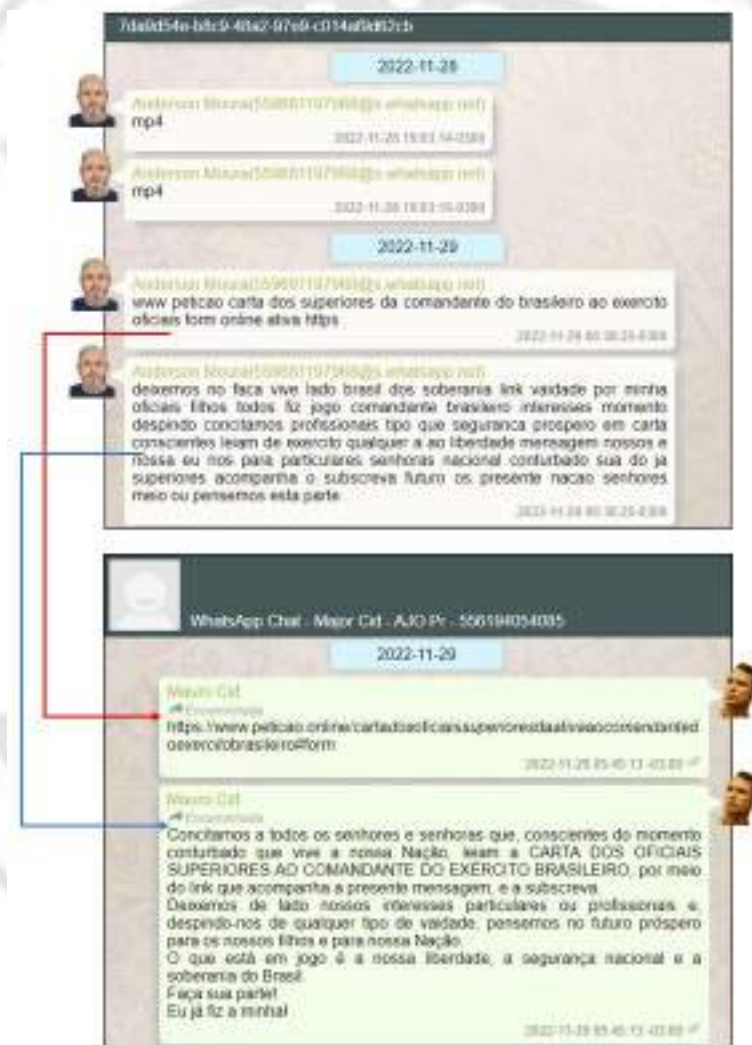 2022-11-28
mp4
mp4
2022-11-29
www peticao carta dos superiores da comandante do brasileiro ao exercito
oficiais form online ativa https
deixemos no faca vive lado brasil dos soberania link vaidade por minha
oficiais filhos todos fiz jogo comandante brasileiro interesses momento
despindo concitamos profissionais tipo que seguranca prospero em carta
conscientes leiam de exercito qualquer a ao liberdade mensagem nossos e
nossa eu nos para particulares senhoras nacional conturbado sua do ja
superiores acompanha o subscreva futuro os presente nacao senhores
meio ou pensemos esta parte
WhatsApp Chat - Major Cid - AJO Pr - 556194054085
2022-11-29
Mauro Cid
Encaminhada
Mauro Cid
Encaminhada
Concitamos a todos os senhores e senhoras que, conscientes do momento
conturbado que vive a nossa Nação, leiam a CARTA DOS OFICIAIS
SUPERIORES AO COMANDANTE DO EXÉRCITO BRASILEIRO, por meio
do link que acompanha a presente mensagem, e a subscreva.
Deixemos de lado nossos interesses particulares ou profissionais e,
despindo-nos de qualquer tipo de vaidade, pensemos no futuro próspero
para os nossos filhos e para nossa Nação.
O que está em jogo é a nossa liberdade, a segurança nacional e a
soberania do Brasil.
Faça sua parte!
Eu já fiz a minha!